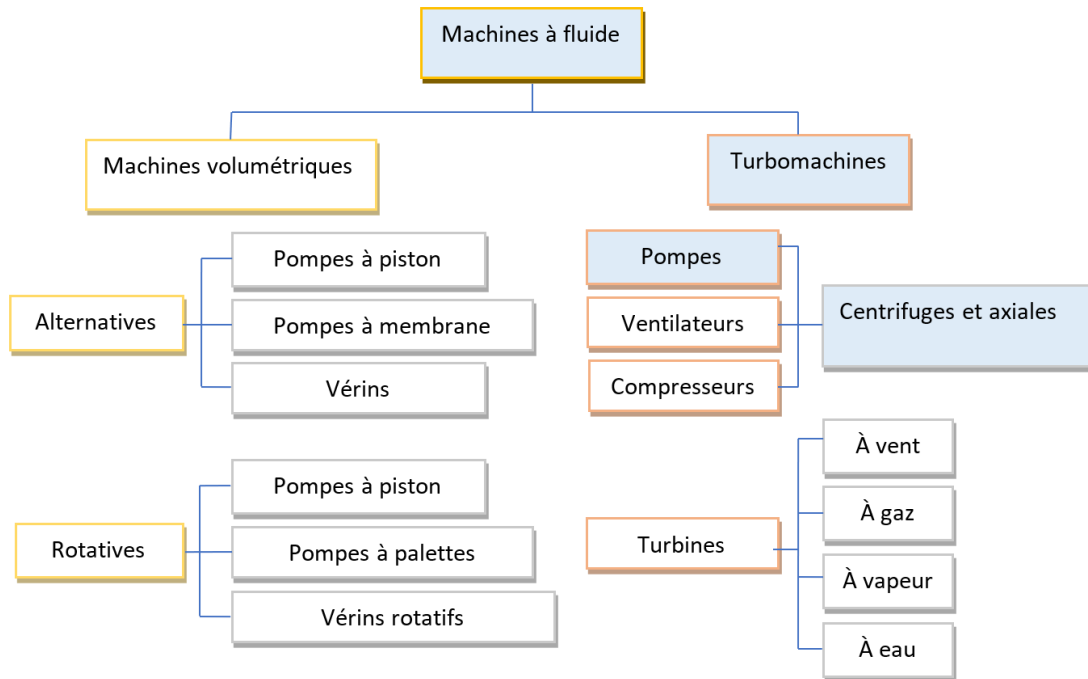 Machines à fluide
Machines volumétriques
Turbomachines
Alternatives
Pompes à piston
Pompes à membrane
Vérins
Rotatives
Pompes à piston
Pompes à palettes
Vérins rotatifs
Pompes
Ventilateurs
Compresseurs
Centrifuges et axiales
Turbines
À vent
À gaz
À vapeur
À eau